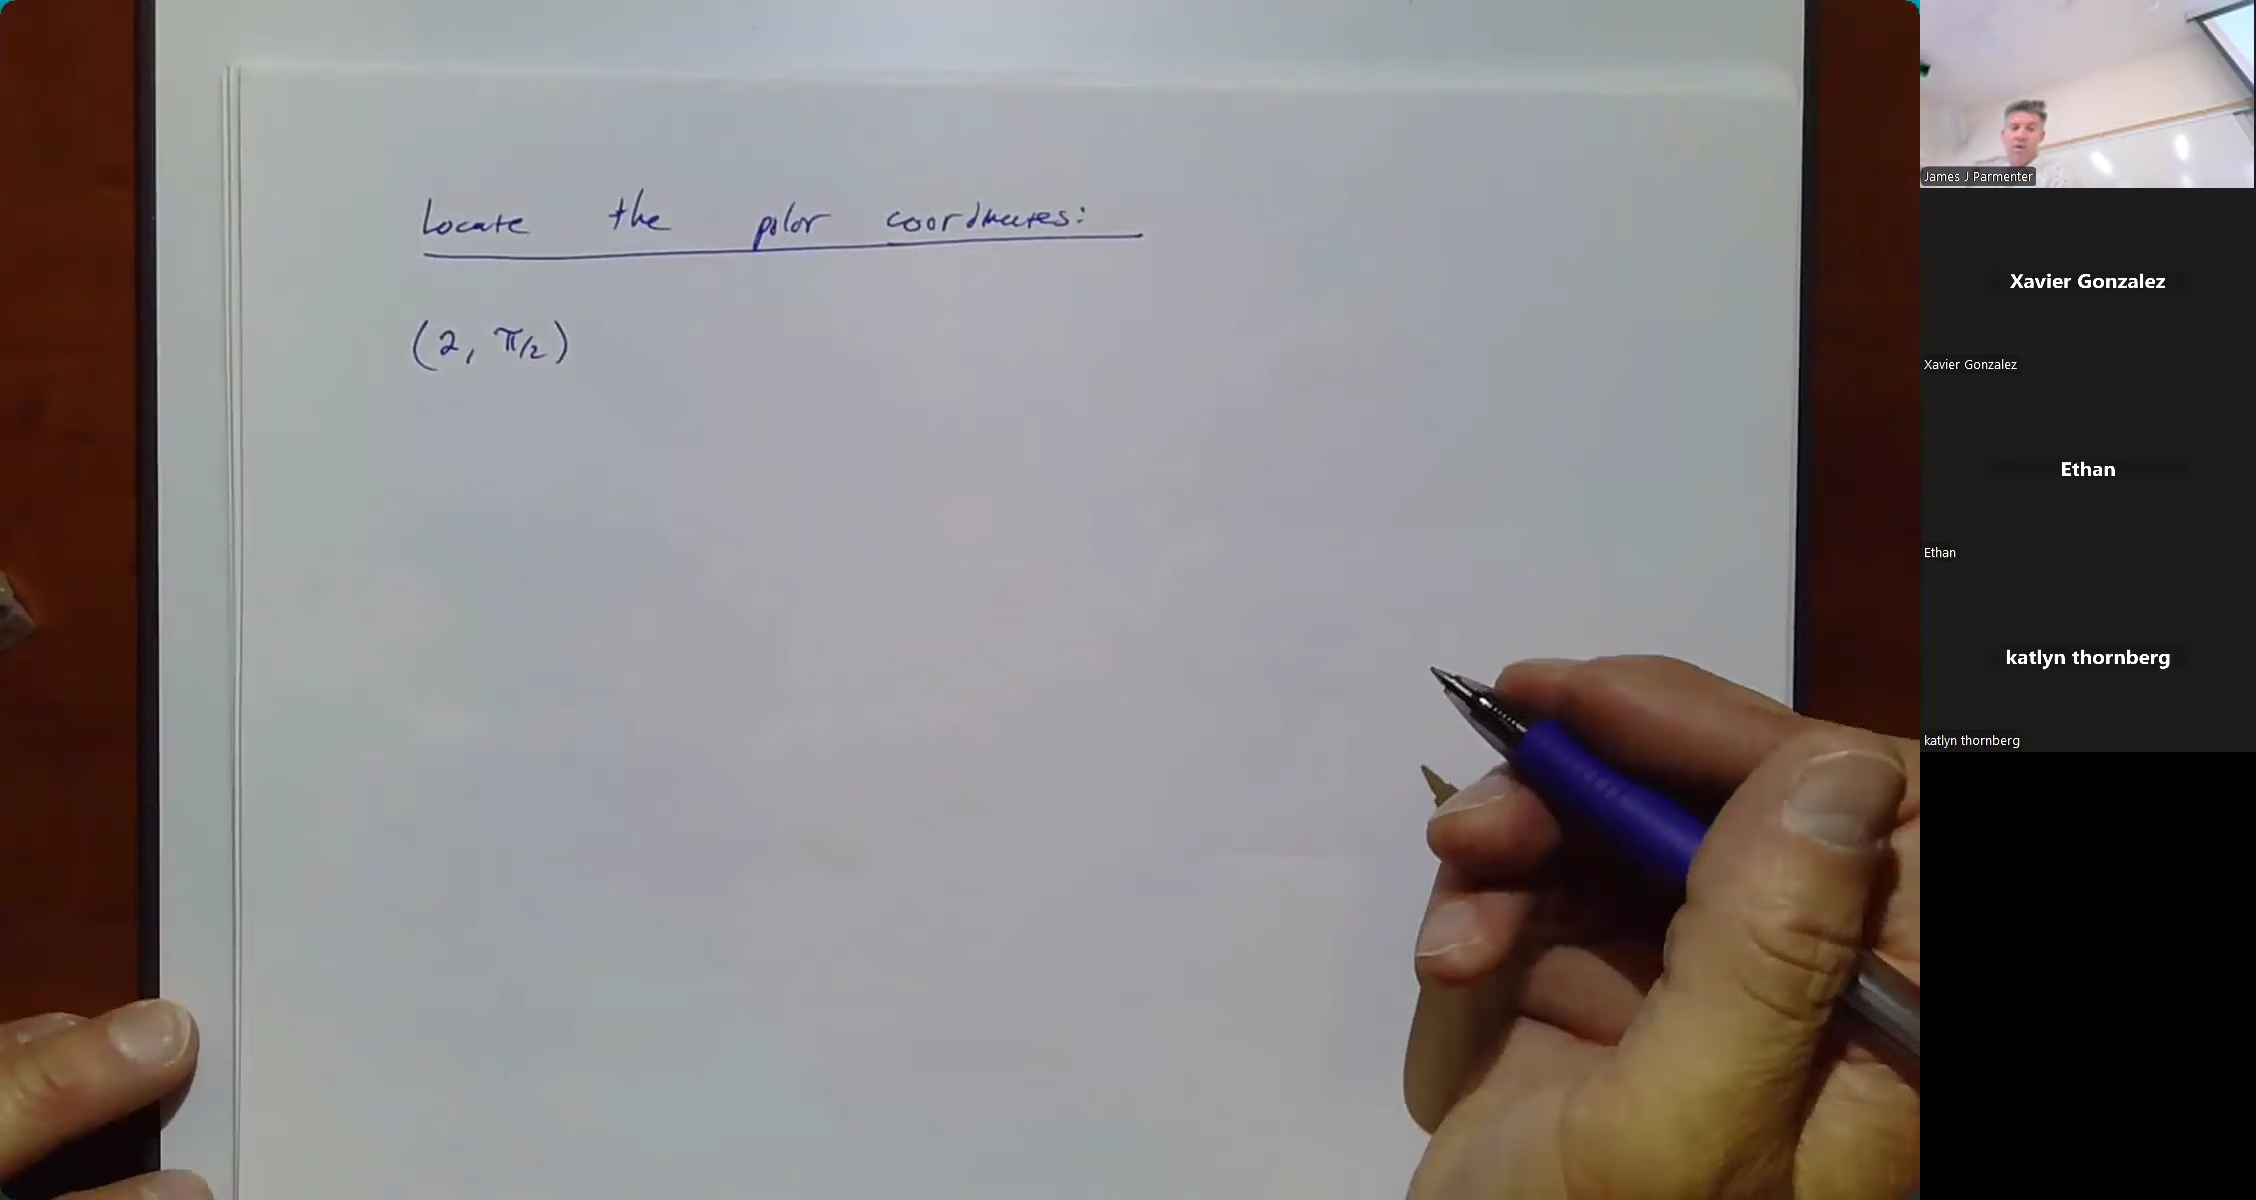 Locate the polar coordinates:
(2, π/2)
James J Parmenter
Xavier Gonzalez
Xavier Gonzalez
Ethan
Ethan
katlyn thornberg
katlyn thornberg